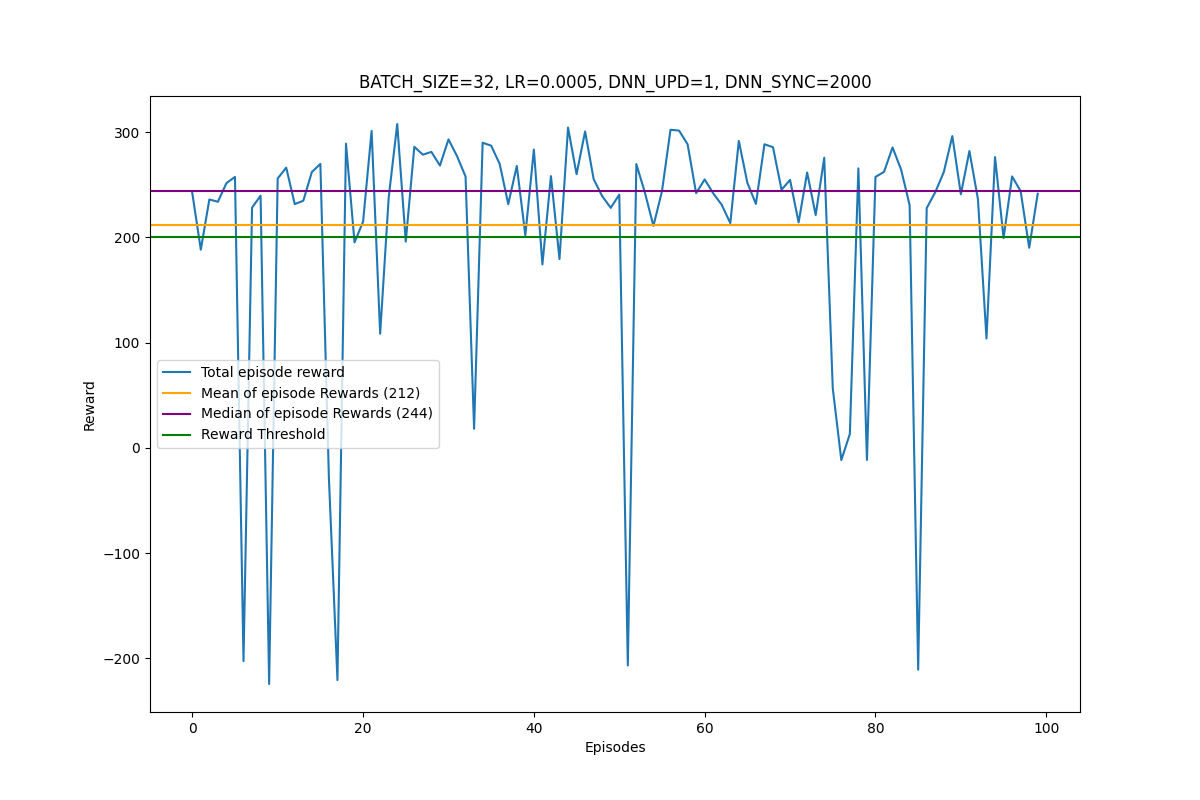 BATCH_SIZE=32, LR=0.0005, DNN_UPD=1, DNN_SYNC=2000
300
200
100
0
−100
−200
Reward
Total episode reward
Mean of episode Rewards (212)
Median of episode Rewards (244)
Reward Threshold
0 20 40 60 80 100
Episodes